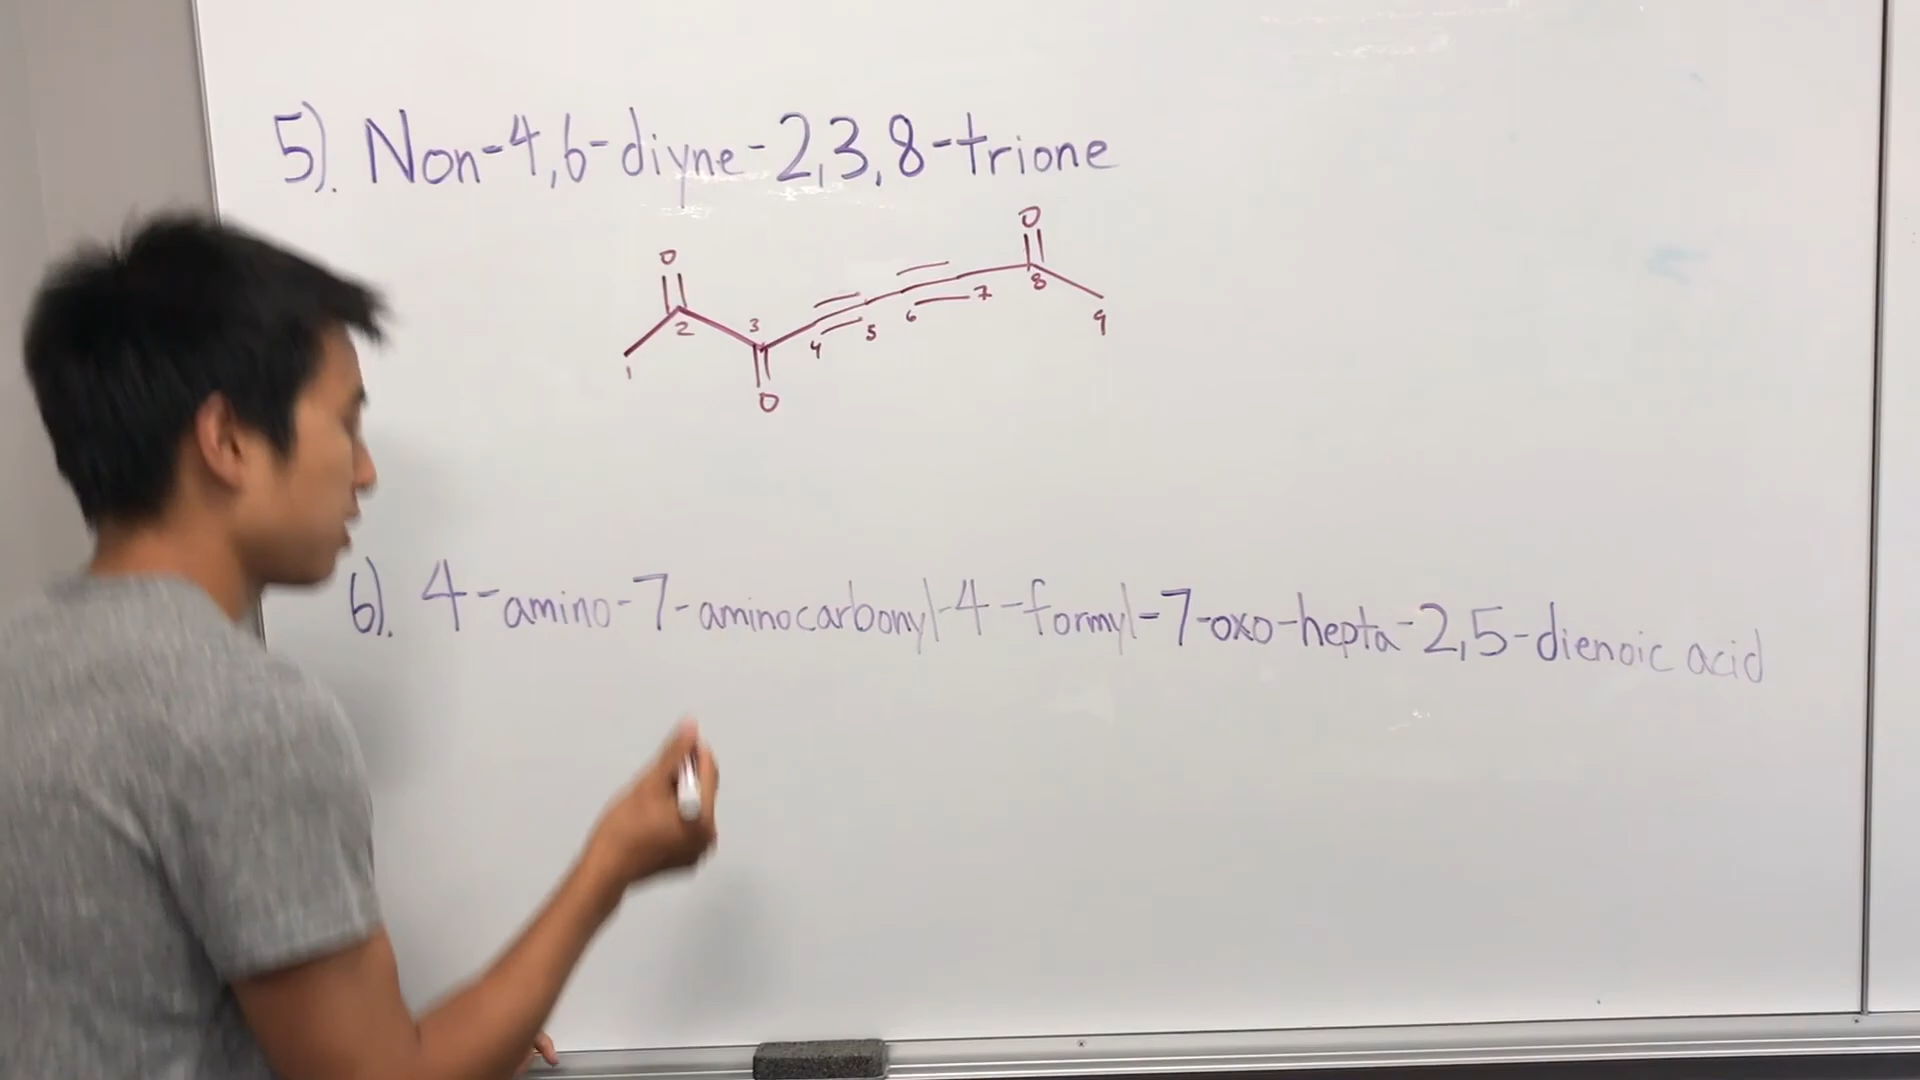 5). Non-4,6-diyne-2,3,8-trione
O
O
1
2
3
4
5
6
7
8
9
O
6). 4-amino-7-aminocarbonyl-4-formyl-7-oxo-hepta-2,5-dienoic acid